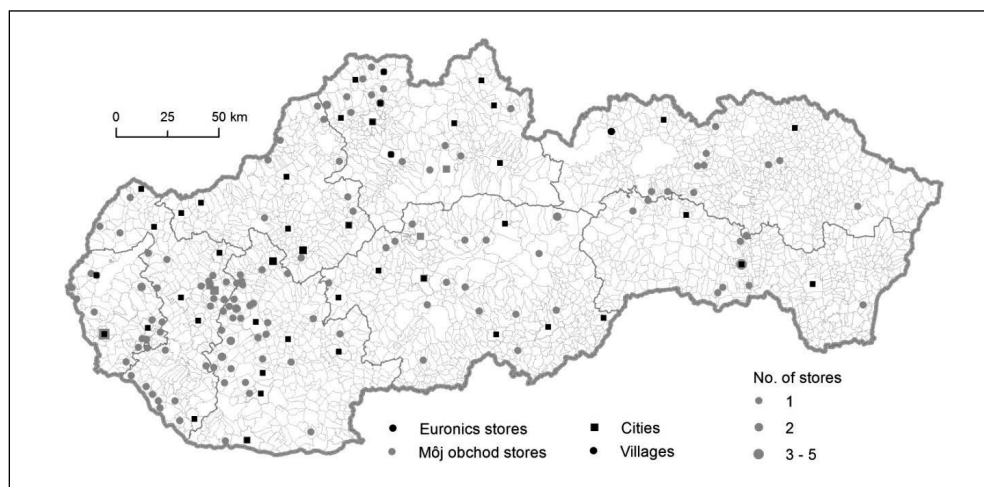 0 25 50 km
No. of stores
1
2
3 - 5
Euronics stores
Môj obchod stores
Cities
Villages